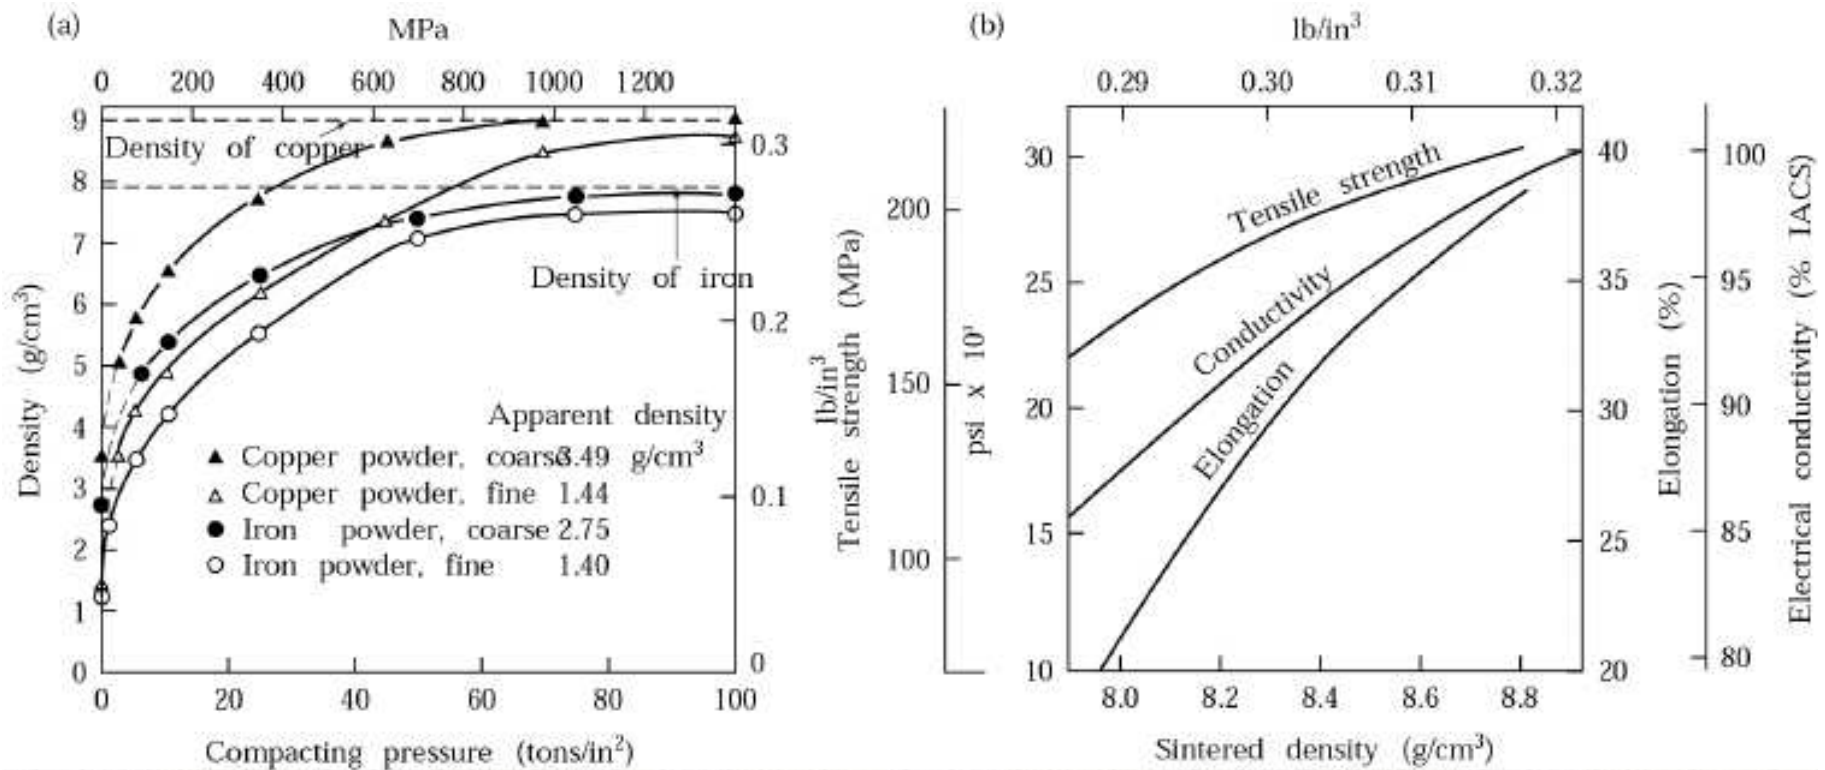 (a)
MPa
0 200 400 600 800 1000 1200
9
8
7
6
5
4
3
2
1
0
Density (g/cm³)
Density of copper
Density of iron
Apparent density
▲ Copper powder, coarse 3.49 g/cm³
△ Copper powder, fine 1.44
● Iron powder, coarse 2.75
○ Iron powder, fine 1.40
0.3
0.2
0.1
0
lb/in³
0 20 40 60 80 100
Compacting pressure (tons/in²)
(b)
lb/in³
0.29 0.30 0.31 0.32
Tensile strength (MPa)
200
150
100
psi x 10³
30
25
20
15
10
Tensile strength
Conductivity
Elongation
40
35
30
25
20
Elongation (%)
100
95
90
85
80
Electrical conductivity (% IACS)
8.0 8.2 8.4 8.6 8.8
Sintered density (g/cm³)